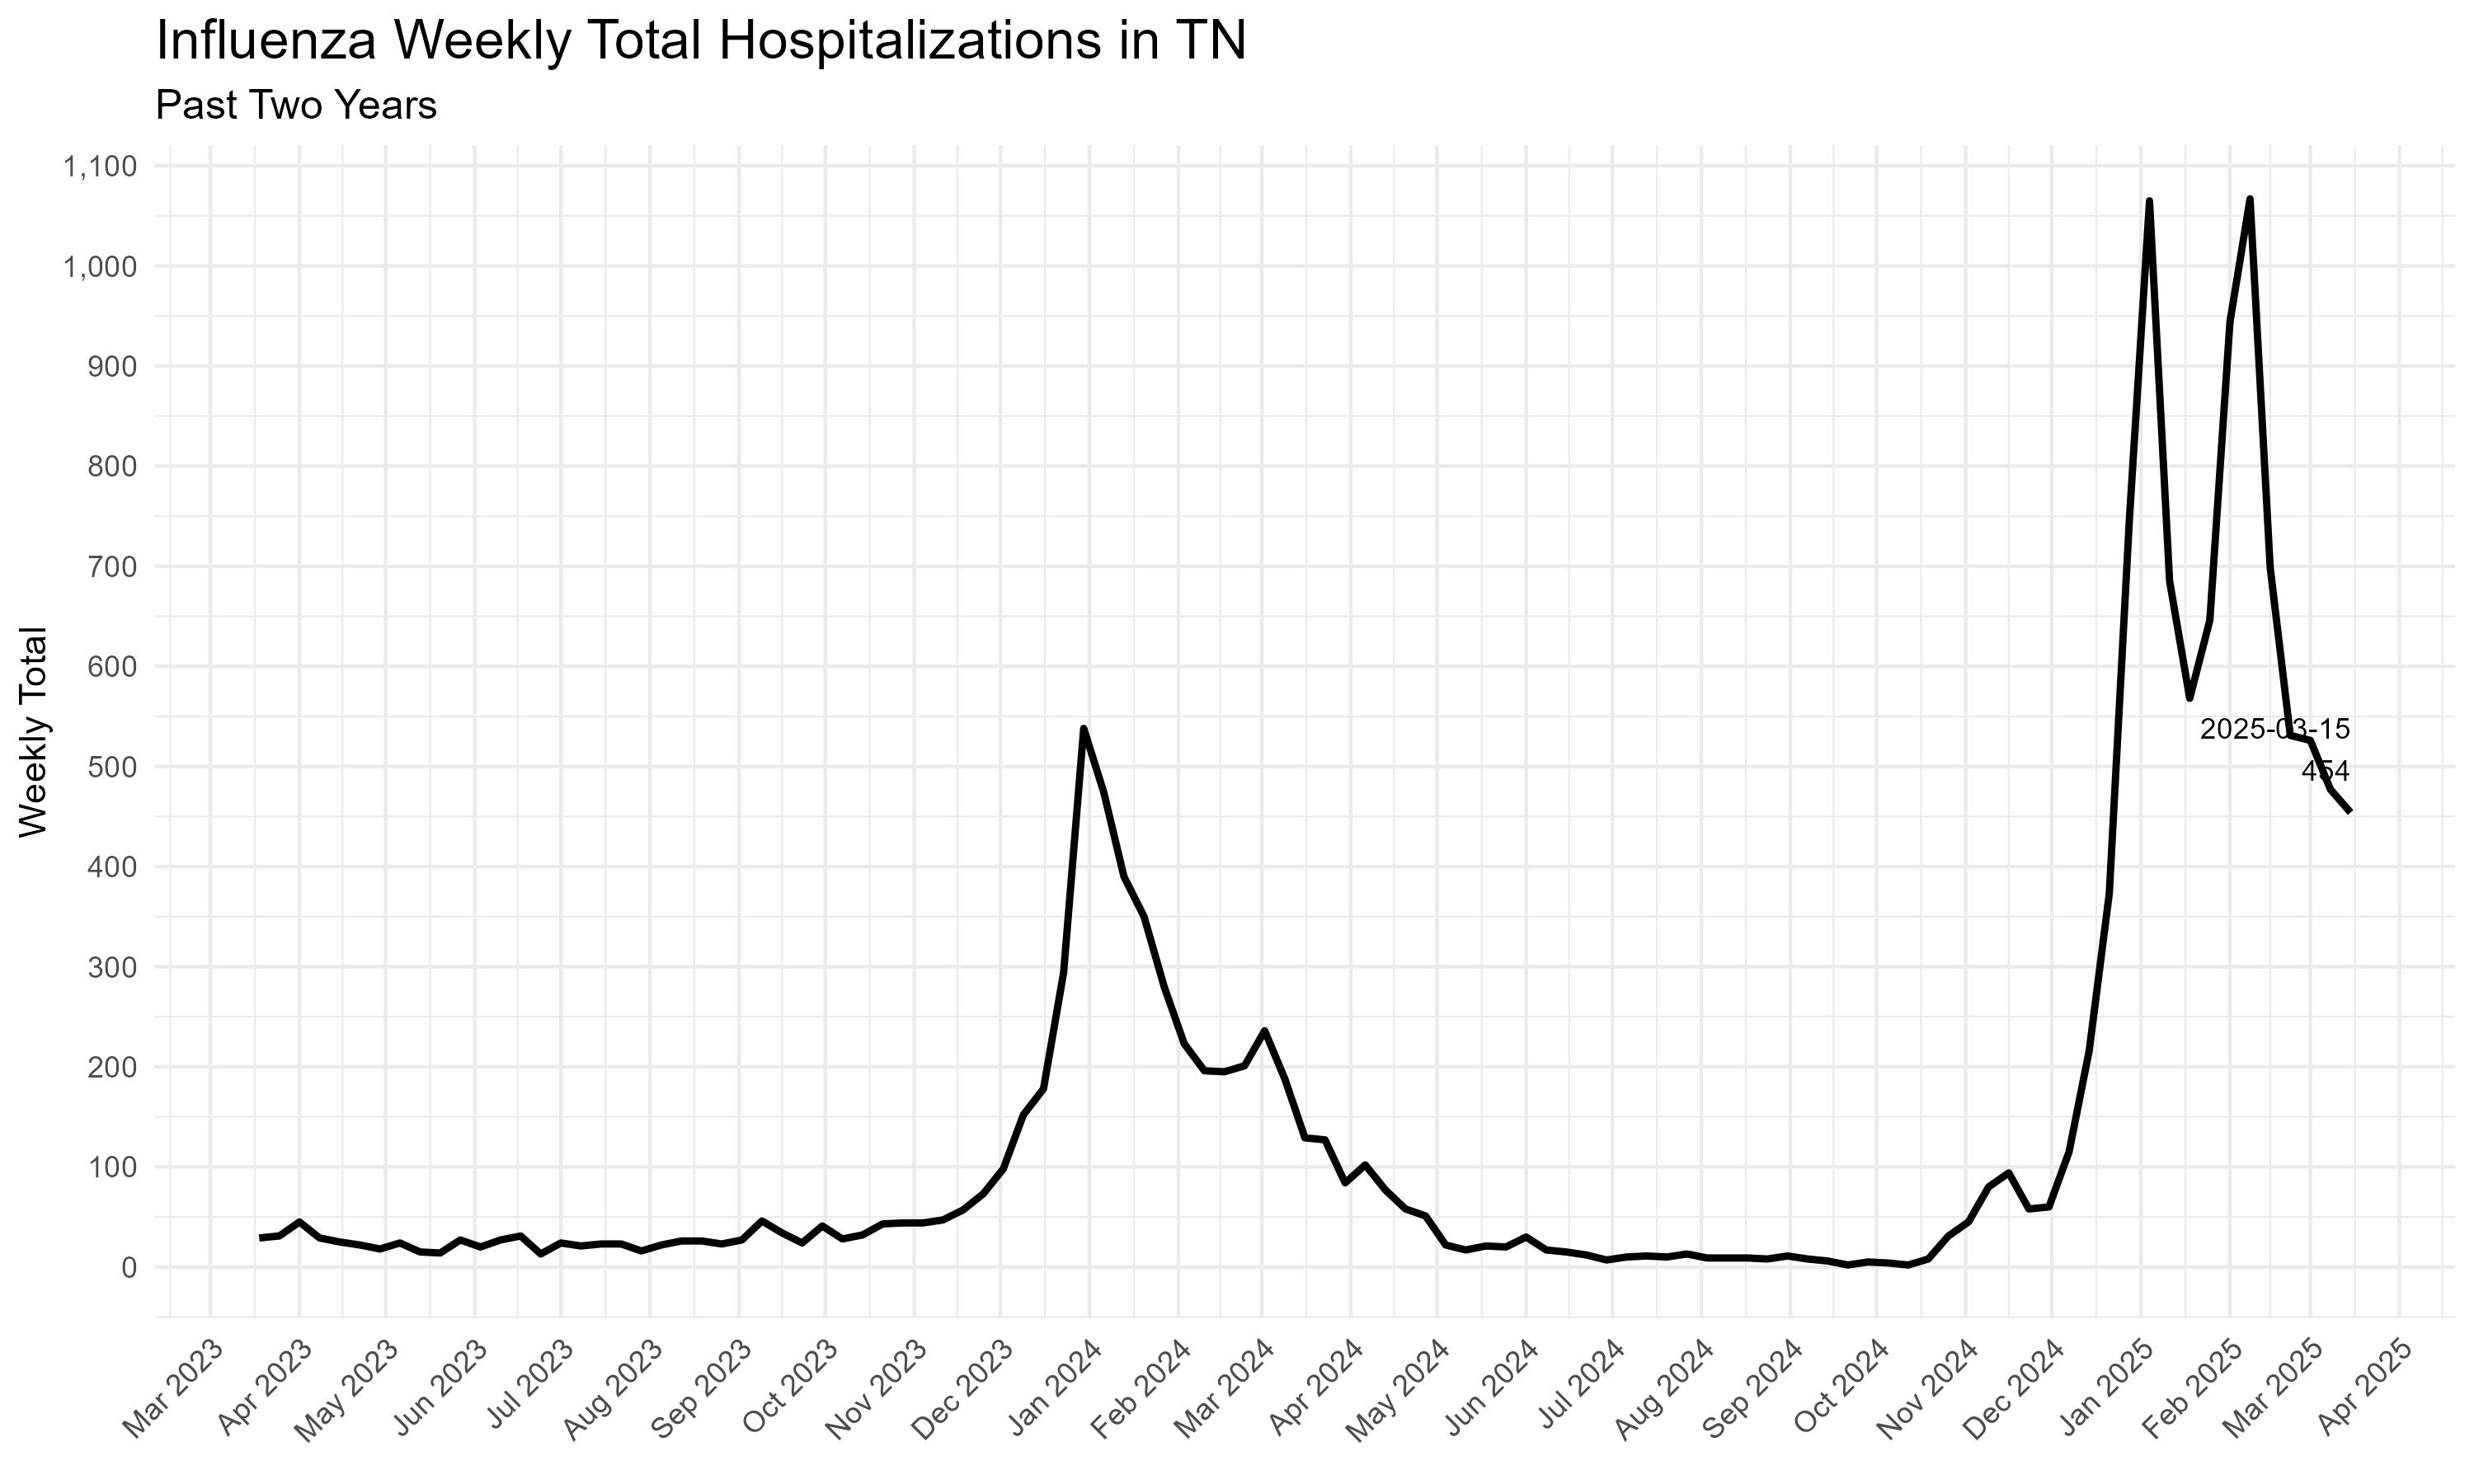 Influenza Weekly Total Hospitalizations in TN
Past Two Years
1,100
1,000
900
800
700
600
500
400
300
200
100
0
Weekly Total
2025-03-15
454
Mar 2023
Apr 2023
May 2023
Jun 2023
Jul 2023
Aug 2023
Sep 2023
Oct 2023
Nov 2023
Dec 2023
Jan 2024
Feb 2024
Mar 2024
Apr 2024
May 2024
Jun 2024
Jul 2024
Aug 2024
Sep 2024
Oct 2024
Nov 2024
Dec 2024
Jan 2025
Feb 2025
Mar 2025
Apr 2025